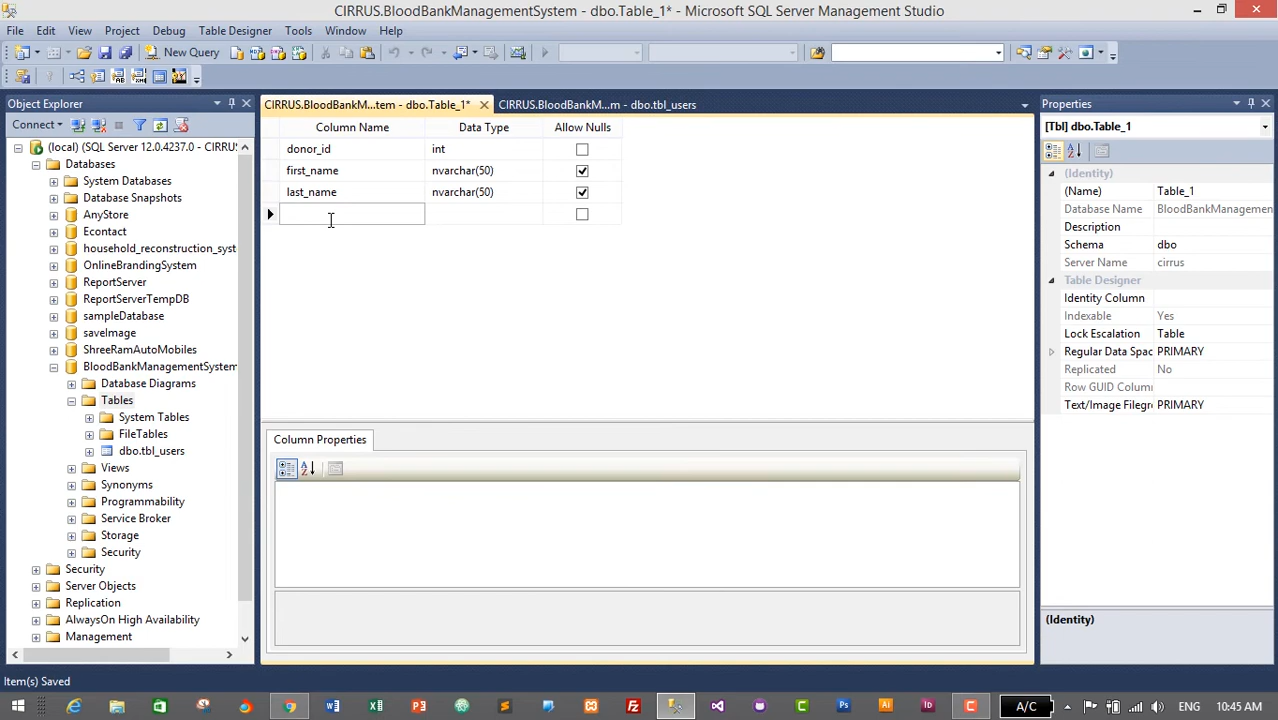 CIRRUS.BloodBankManagementSystem - dbo.Table_1* - Microsoft SQL Server Management Studio
File Edit View Project Debug Table Designer Tools Window Help
New Query
Object Explorer
Connect
(local) (SQL Server 12.0.4237.0 - CIRRUS
Databases
System Databases
Database Snapshots
AnyStore
Econtact
household_reconstruction_syst
OnlineBrandingSystem
ReportServer
ReportServerTempDB
sampleDatabase
saveImage
ShreeRamAutoMobiles
BloodBankManagementSystem
Database Diagrams
Tables
System Tables
FileTables
dbo.tbl_users
Views
Synonyms
Programmability
Service Broker
Storage
Security
Security
Server Objects
Replication
AlwaysOn High Availability
Management
CIRRUS.BloodBankM...tem - dbo.Table_1* CIRRUS.BloodBankM...m - dbo.tbl_users
Column Name Data Type Allow Nulls
donor_id int
first_name nvarchar(50)
last_name nvarchar(50)
Column Properties
Properties
[Tbl] dbo.Table_1
(Identity)
(Name) Table_1
Database Name BloodBankManagemen
Description
Schema dbo
Server Name cirrus
Table Designer
Identity Column
Indexable Yes
Lock Escalation Table
Regular Data Spac PRIMARY
Replicated No
Row GUID Column
Text/Image Filegro PRIMARY
(Identity)
Item(s) Saved
A/C ENG 10:45 AM